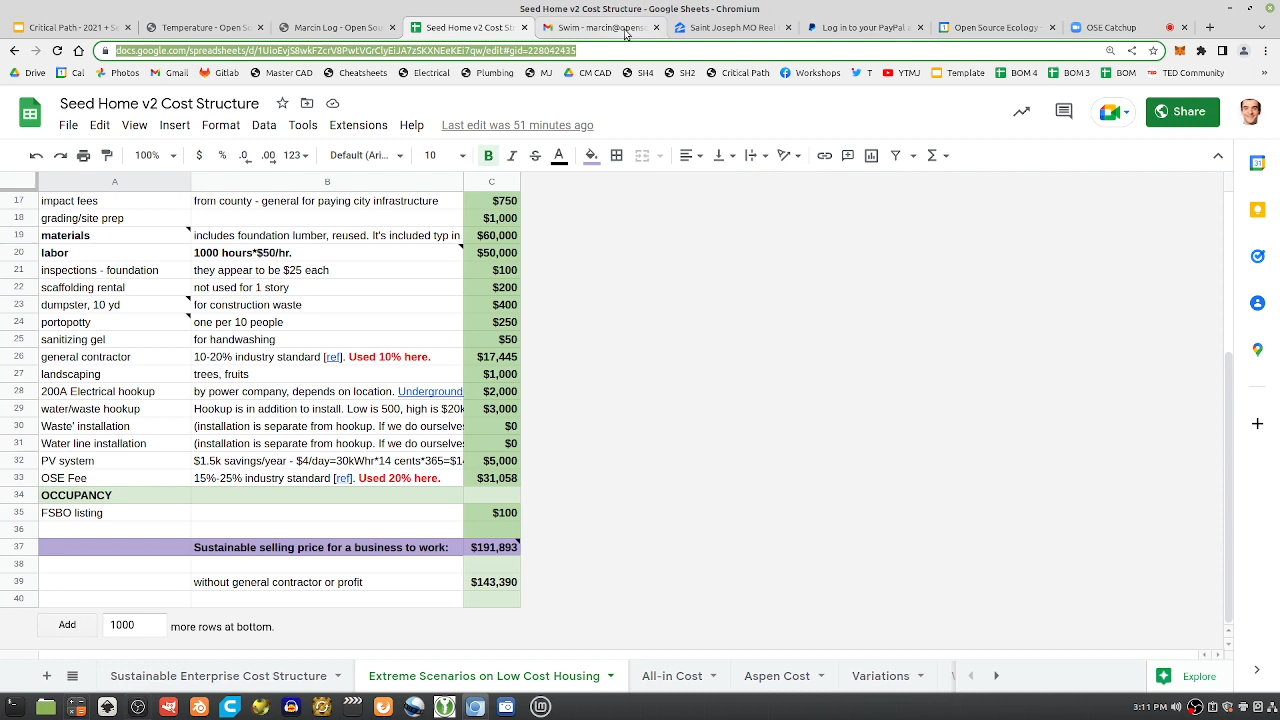 Seed Home v2 Cost Structure - Google Sheets - Chromium
Critical Path - 2021 + S
Temperature - Open S
Marcin Log - Open Sou
Seed Home v2 Cost Str
Swim - marcin@opens
Saint Joseph MO Real
Log in to your PayPal a
Open Source Ecology -
OSE Catchup
docs.google.com/spreadsheets/d/1UioEvjS8wkFZcrV8PwtVGrClyEIJA7zSKXNEeKEi7qw/edit#gid=228042435
Drive Cal Photos Gmail Cloud Gitlab Master CAD Cheatsheets Electrical Plumbing MJ CM CAD SH4 SH2 Critical Path Workshops T YTMJ Template BOM 4 BOM 3 BOM TED Community
Seed Home v2 Cost Structure
Share
File Edit View Insert Format Data Tools Extensions Help Last edit was 51 minutes ago
100% $ % .0 .00 123 Default (Ari... 10 B I S A
A B C
17 impact fees from county - general for paying city infrastructure $750
18 grading/site prep $1,000
19 materials includes foundation lumber, reused. It's included typ in $60,000
20 labor 1000 hours*$50/hr. $50,000
21 inspections - foundation they appear to be $25 each $100
22 scaffolding rental not used for 1 story $200
23 dumpster, 10 yd for construction waste $400
24 portopotty one per 10 people $250
25 sanitizing gel for handwashing $50
26 general contractor 10-20% industry standard [ref]. Used 10% here. $17,445
27 landscaping trees, fruits $1,000
28 200A Electrical hookup by power company, depends on location. Underground $2,000
29 water/waste hookup Hookup is in addition to install. Low is 500, high is $20k $3,000
30 Waste' installation (installation is separate from hookup. If we do ourselve $0
31 Water line installation (installation is separate from hookup. If we do ourselve $0
32 PV system $1.5k savings/year - $4/day=30kWhr*14 cents*365=$1 $5,000
33 OSE Fee 15%-25% industry standard [ref]. Used 20% here. $31,058
34 OCCUPANCY
35 FSBO listing $100
36
37 Sustainable selling price for a business to work: $191,893
38
39 without general contractor or profit $143,390
40
Add 1000 more rows at bottom.
Sustainable Enterprise Cost Structure Extreme Scenarios on Low Cost Housing All-in Cost Aspen Cost Variations Explore
3:11 PM